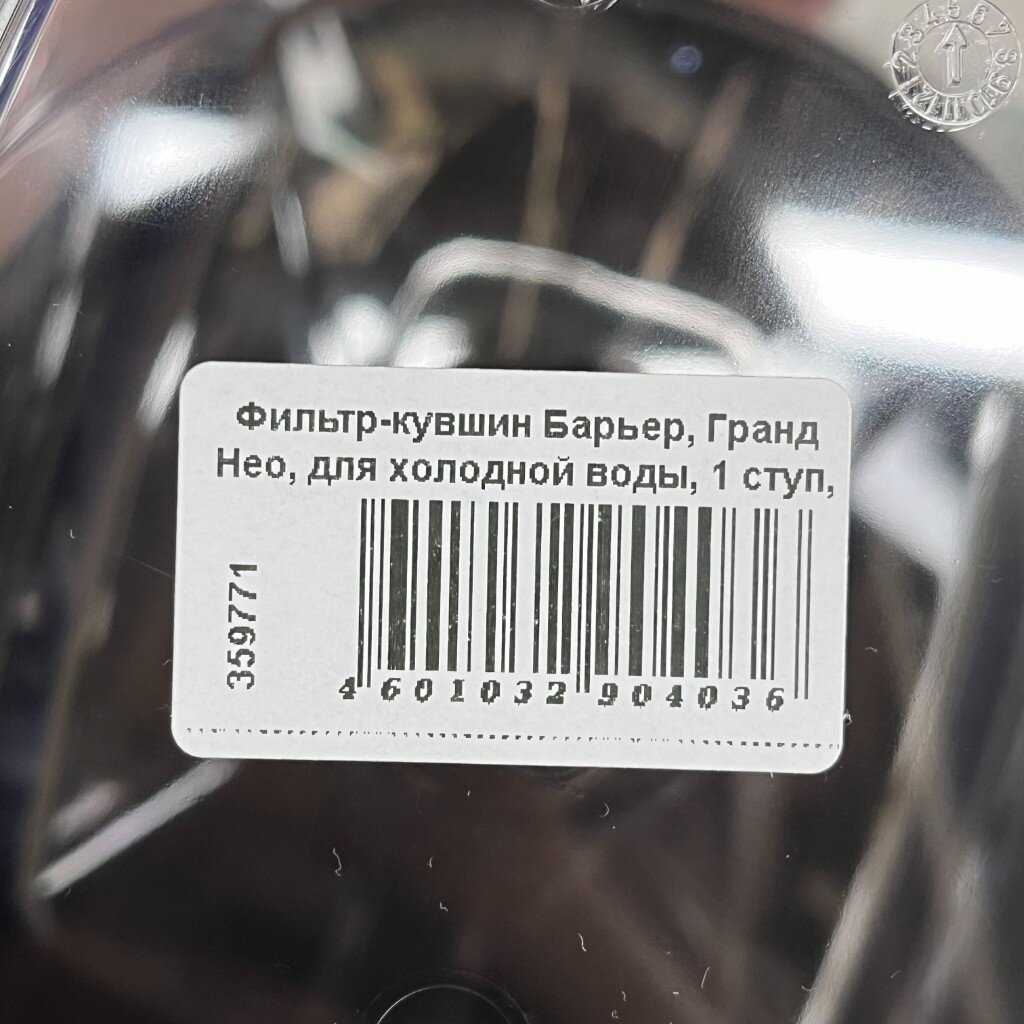 Фильтр-кувшин Барьер, Гранд
Нео, для холодной воды, 1 ступ,
359771
4 601032 904036